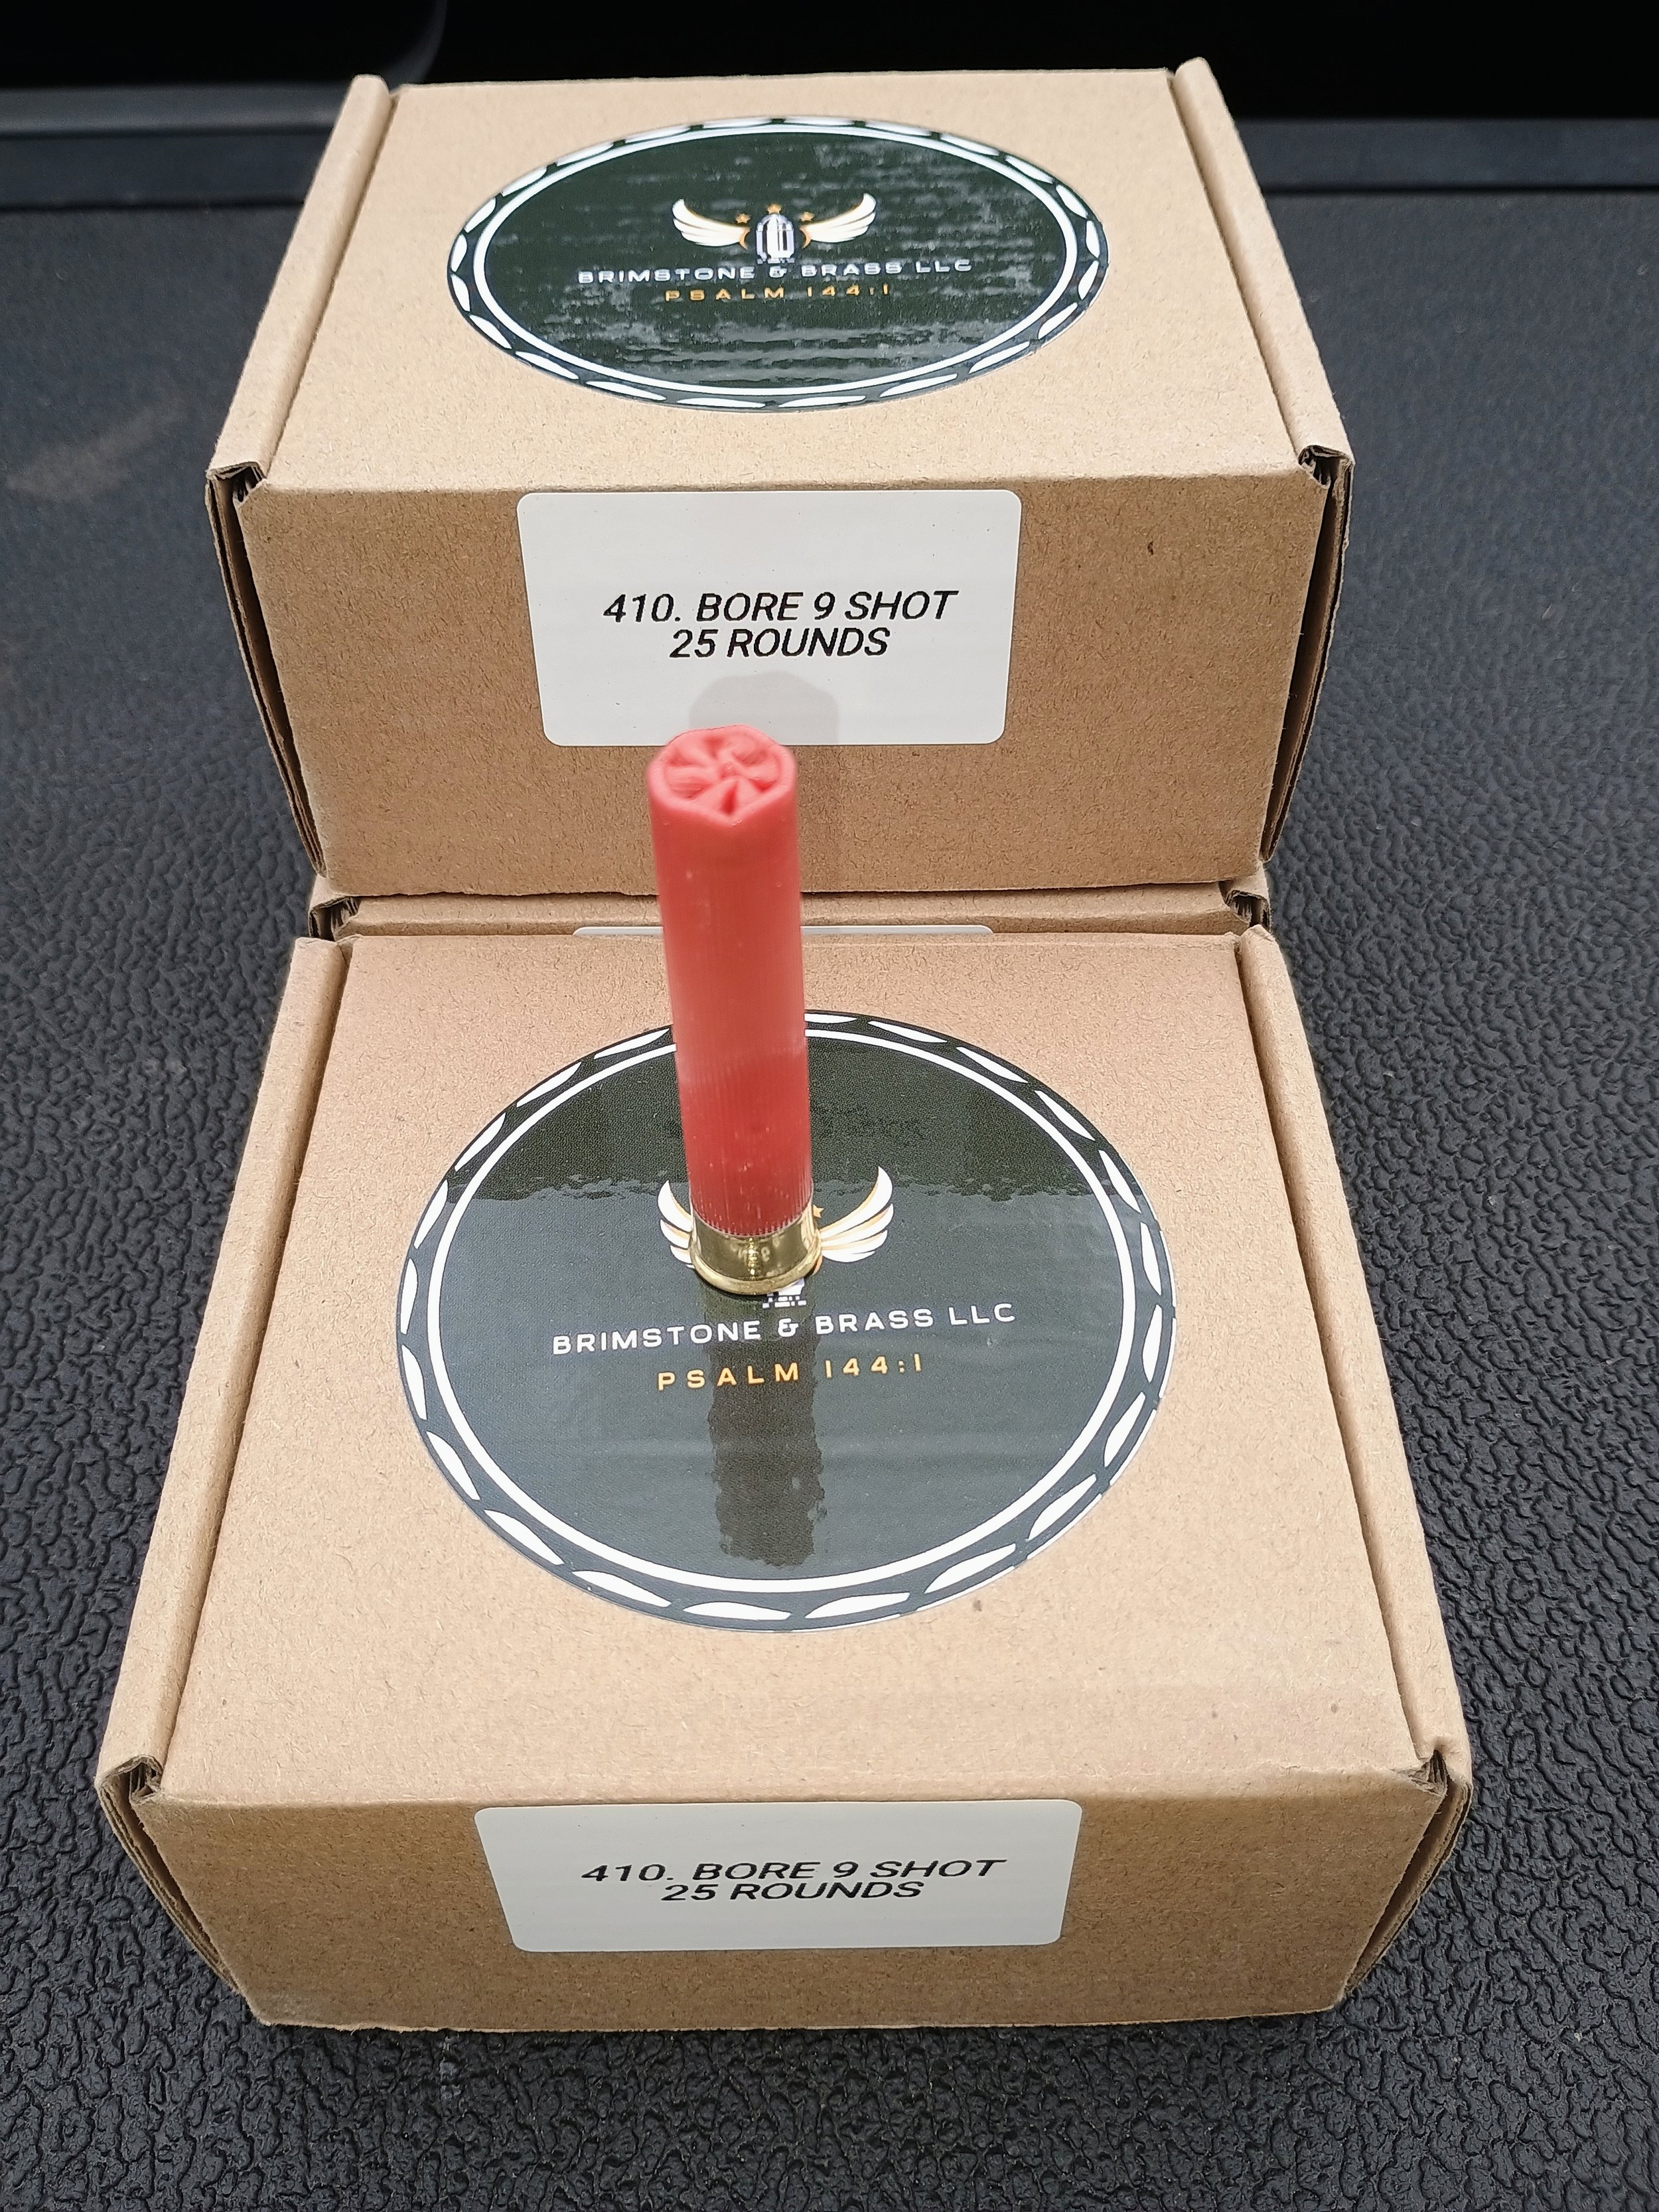 BRIMSTONE & BRASS LLC
PSALM 144:1
410. BORE 9 SHOT
25 ROUNDS
BRIMSTONE & BRASS LLC
PSALM 144:1
410. BORE 9 SHOT
25 ROUNDS